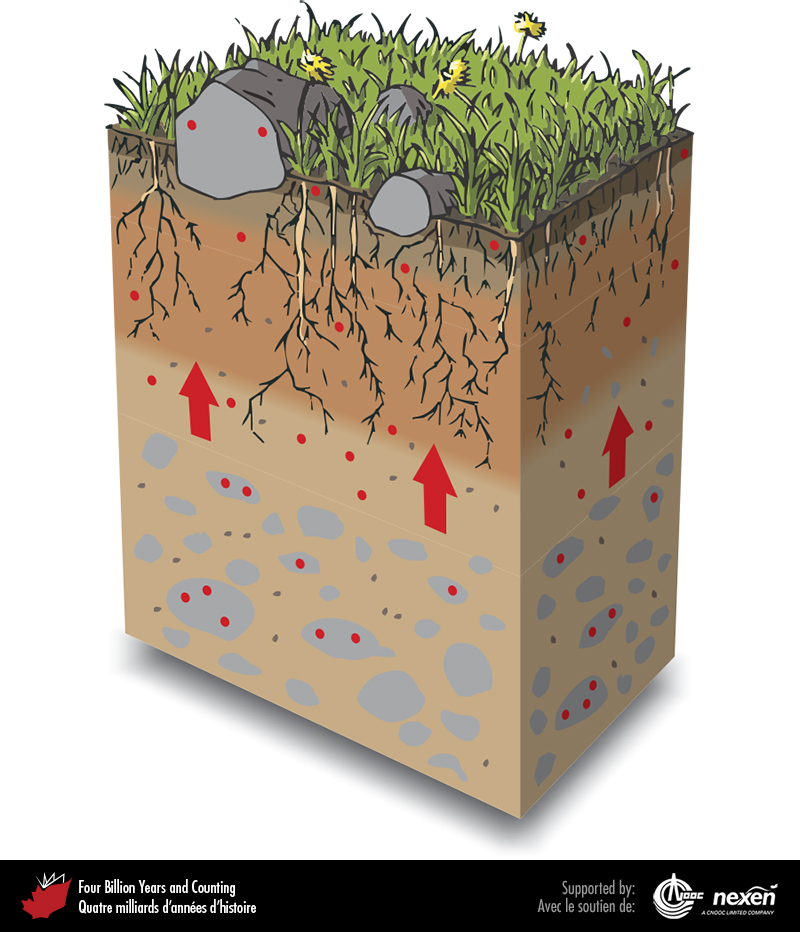 Four Billion Years and Counting
Quatre milliards d'années d'histoire
Supported by:
Avec le soutien de:
CNOOC
nexen
A CNOOC LIMITED COMPANY